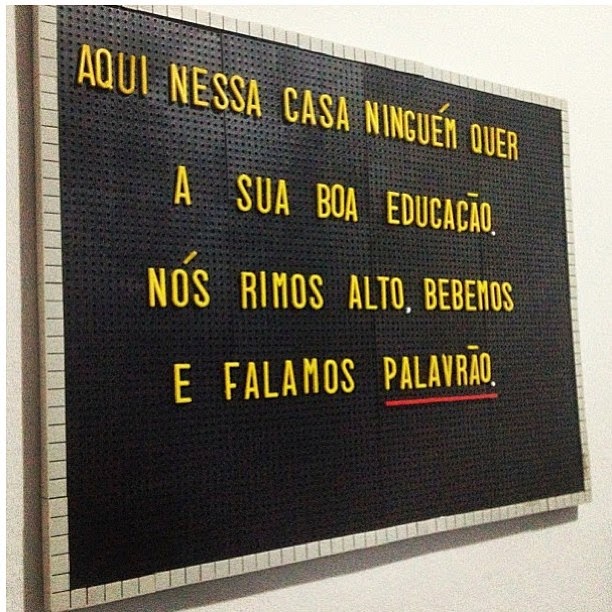 AQUI NESSA CASA NINGUÉM QUER
A SUA BOA EDUCAÇÃO.
NÓS RIMOS ALTO, BEBEMOS
E FALAMOS PALAVRÃO.